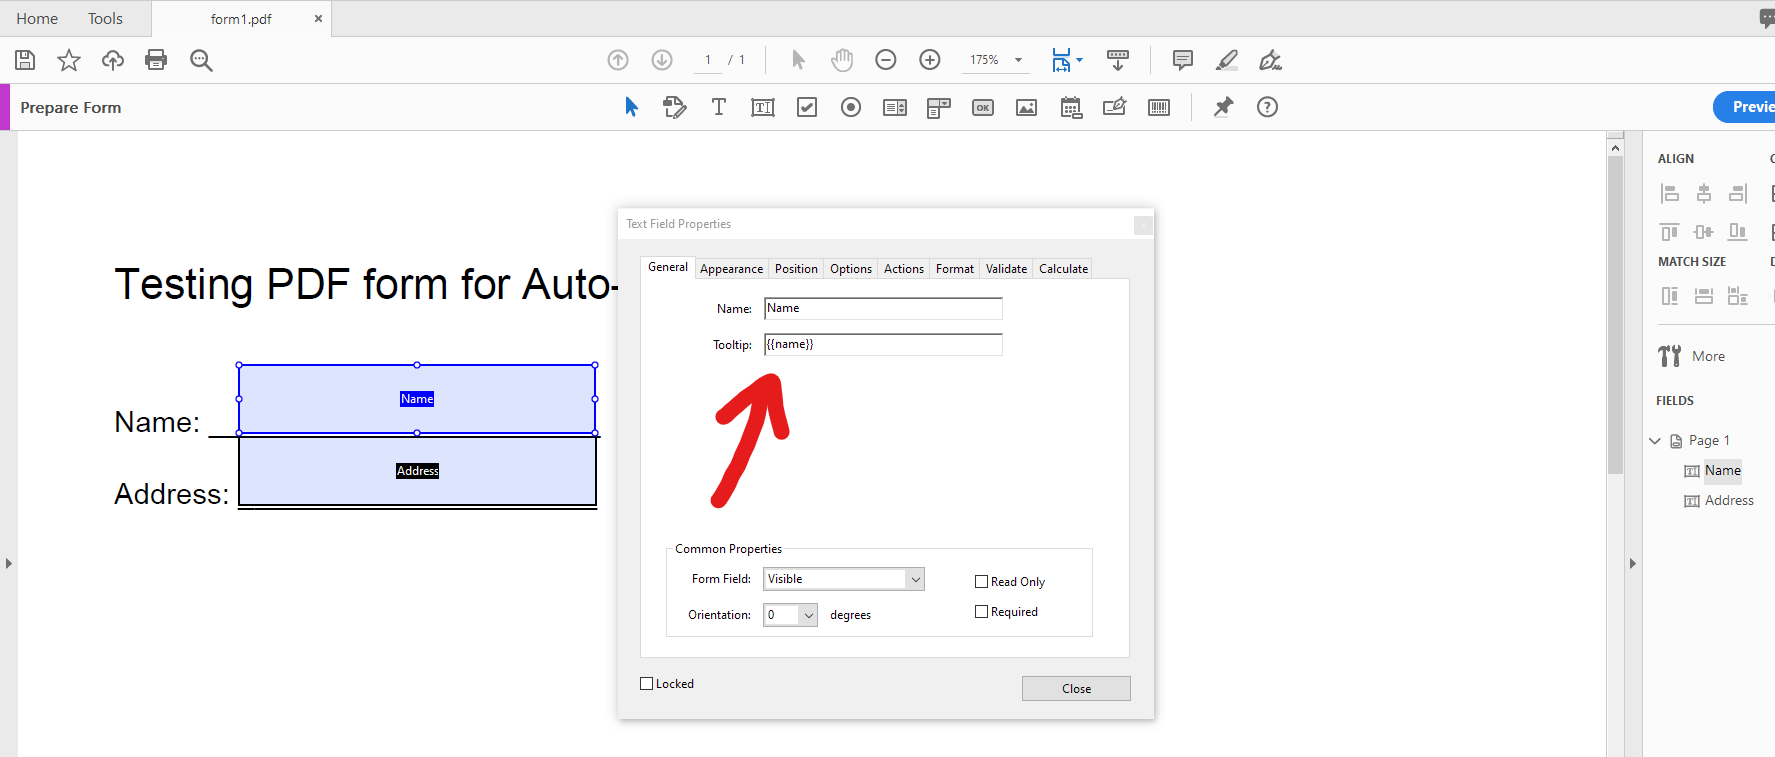 Home Tools form1.pdf ×
1 / 1 175%
Prepare Form OK Previe
ALIGN
Text Field Properties
MATCH SIZE
General Appearance Position Options Actions Format Validate Calculate
Testing PDF form for Auto-
Name: Name
Tooltip: {{name}}
More
Name: Name
FIELDS
Page 1
Address: Address
Name
Address
Common Properties
Form Field: Visible Read Only
Orientation: 0 degrees Required
Locked Close